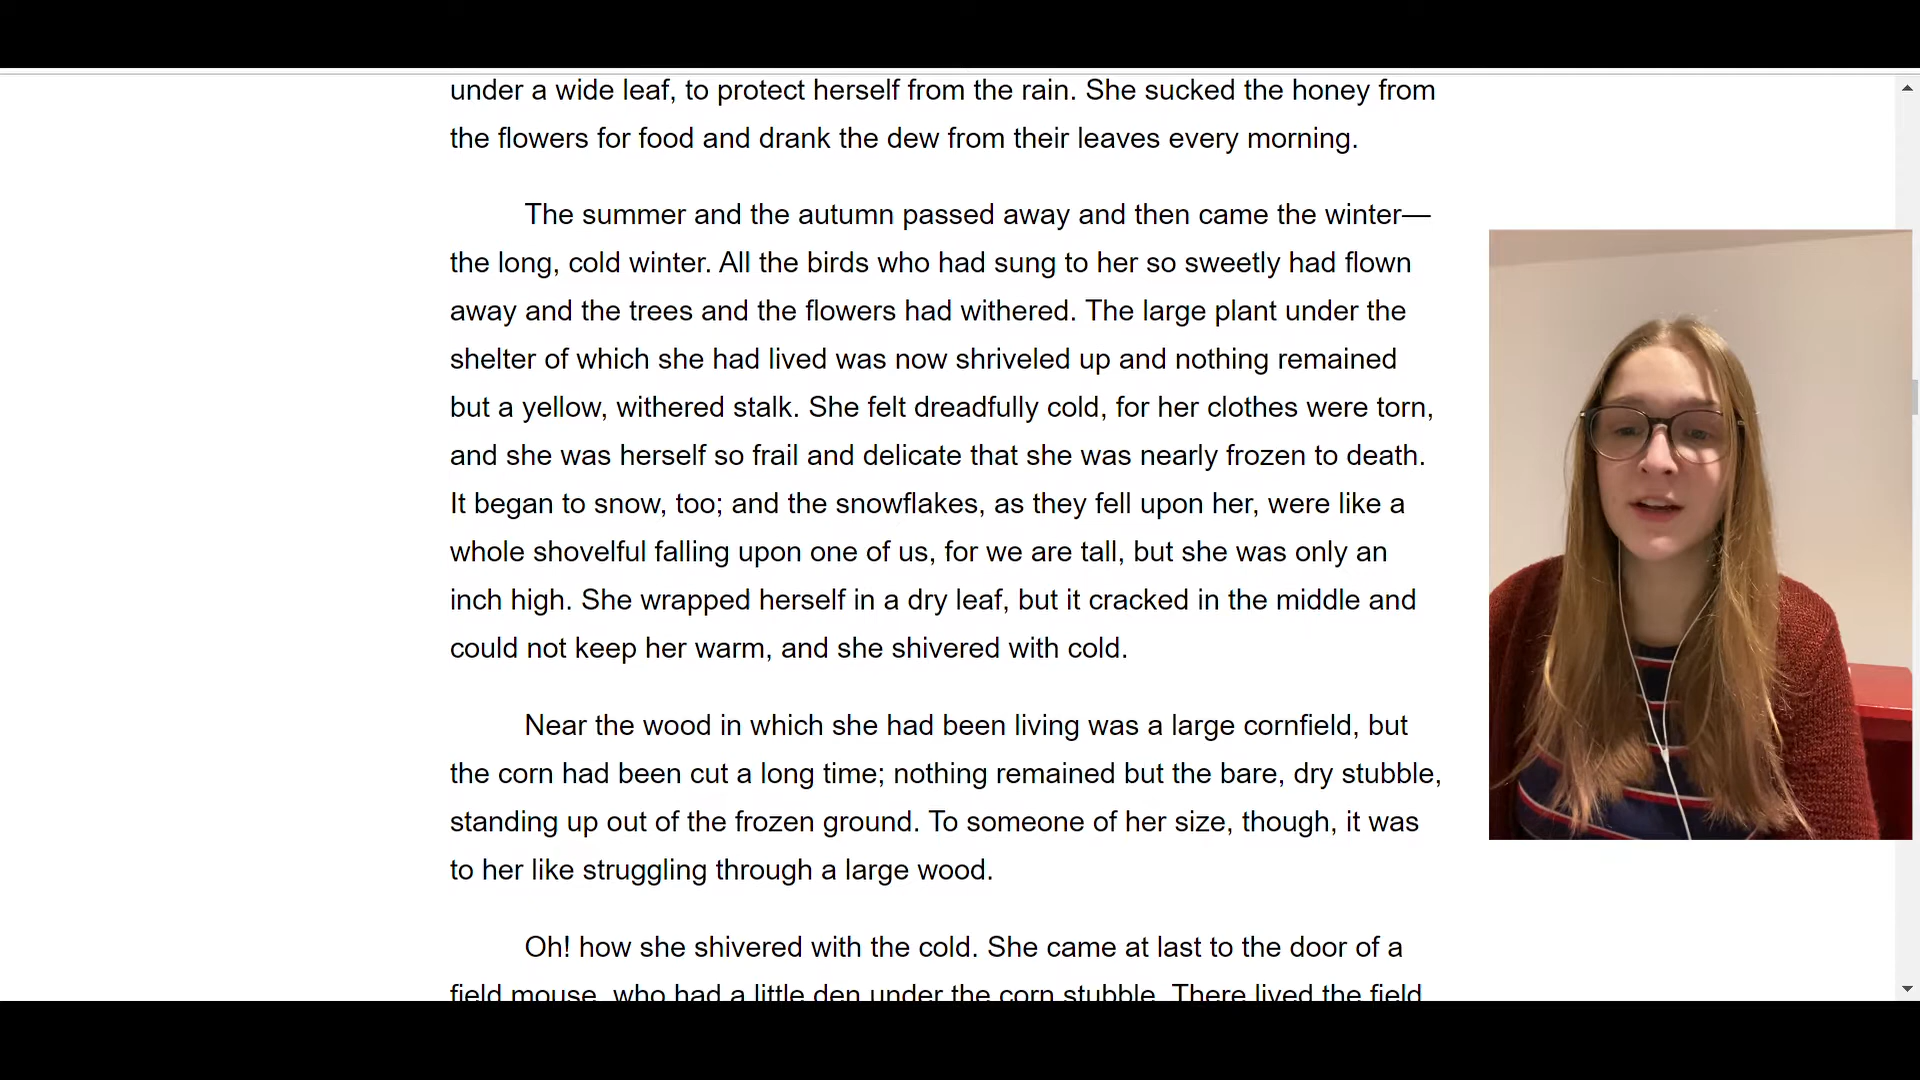 under a wide leaf, to protect herself from the rain. She sucked the honey from
the flowers for food and drank the dew from their leaves every morning.
The summer and the autumn passed away and then came the winter—
the long, cold winter. All the birds who had sung to her so sweetly had flown
away and the trees and the flowers had withered. The large plant under the
shelter of which she had lived was now shriveled up and nothing remained
but a yellow, withered stalk. She felt dreadfully cold, for her clothes were torn,
and she was herself so frail and delicate that she was nearly frozen to death.
It began to snow, too; and the snowflakes, as they fell upon her, were like a
whole shovelful falling upon one of us, for we are tall, but she was only an
inch high. She wrapped herself in a dry leaf, but it cracked in the middle and
could not keep her warm, and she shivered with cold.
Near the wood in which she had been living was a large cornfield, but
the corn had been cut a long time; nothing remained but the bare, dry stubble,
standing up out of the frozen ground. To someone of her size, though, it was
to her like struggling through a large wood.
Oh! how she shivered with the cold. She came at last to the door of a
field mouse, who had a little den under the corn stubble. There lived the field